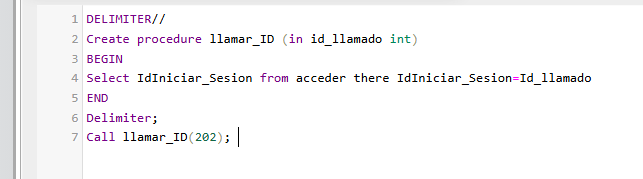 1 DELIMITER//
2 Create procedure llamar_ID (in id_llamado int)
3 BEGIN
4 Select IdIniciar_Sesion from acceder there IdIniciar_Sesion=Id_llamado
5 END
6 Delimiter;
7 Call llamar_ID(202);